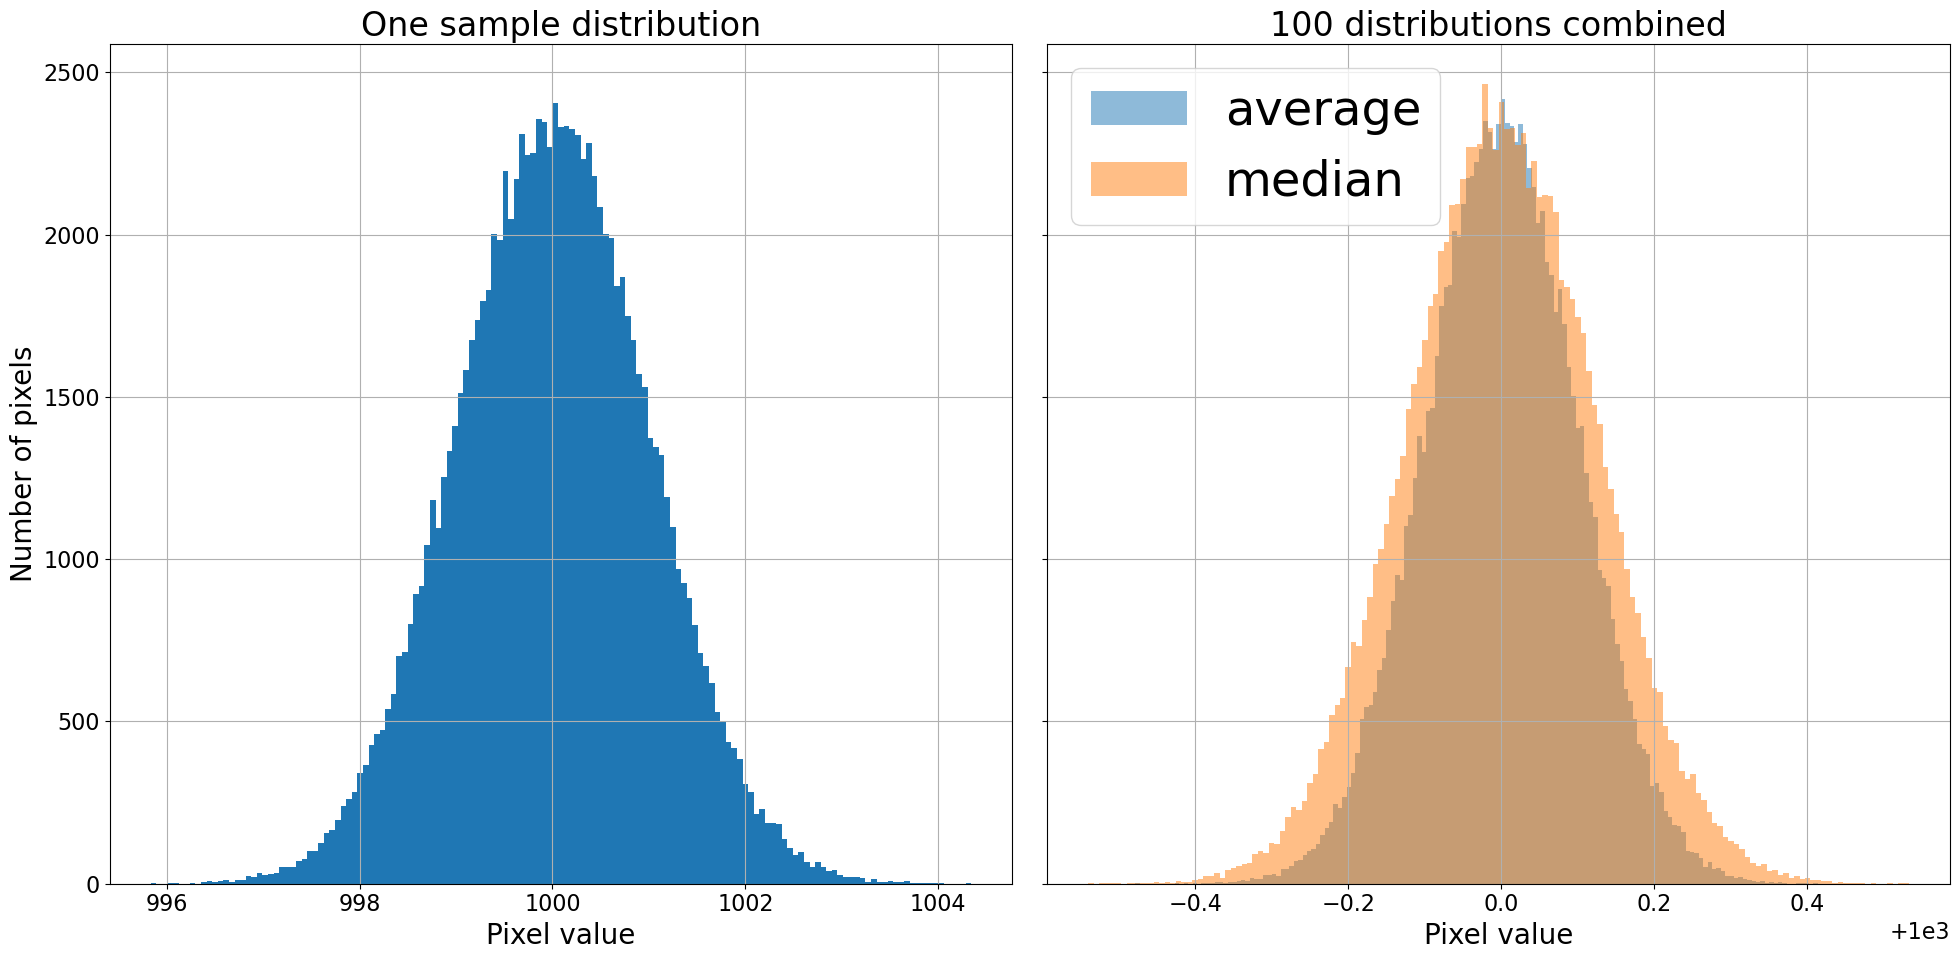 One sample distribution
2500
2000
1500
1000
500
0
Number of pixels
996
998
1000
1002
1004
Pixel value
100 distributions combined
average
median
−0.4
−0.2
0.0
0.2
0.4
+1e3
Pixel value